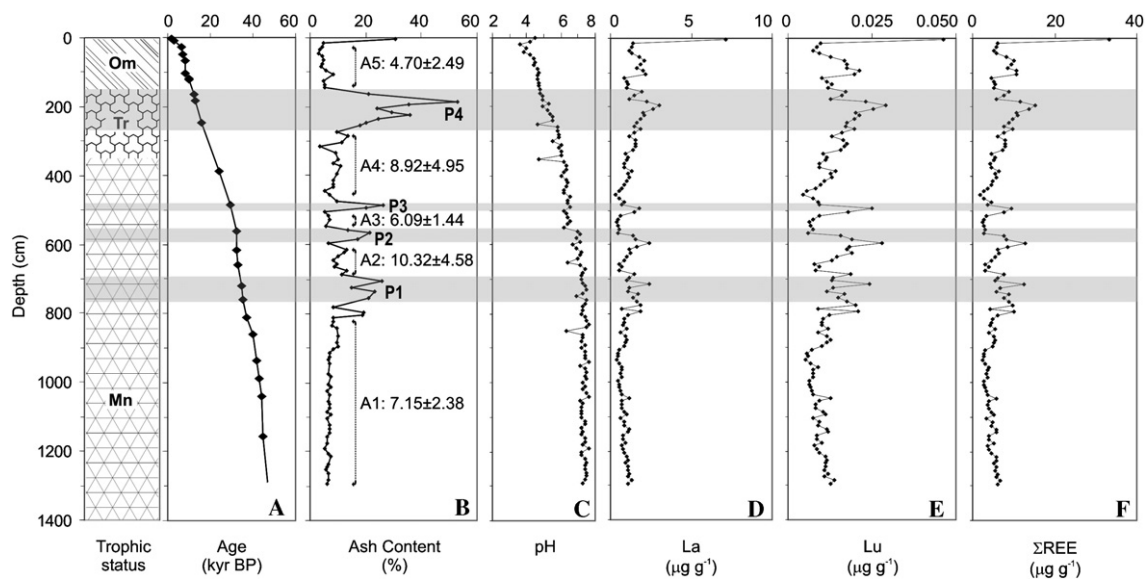 0 20 40 60 0 20 40 60 0 2 4 6 8 0 5 10 0 0.025 0.050 0 20 40
0
200
400
600
800
1000
1200
1400
Depth (cm)
Om
Tr
Mn
A5: 4.70±2.49
P4
A4: 8.92±4.95
P3
A3: 6.09±1.44
P2
A2: 10.32±4.58
P1
A1: 7.15±2.38
A B C D E F
Trophic status
Age (kyr BP)
Ash Content (%)
pH
La (µg g⁻¹)
Lu (µg g⁻¹)
ΣREE (µg g⁻¹)